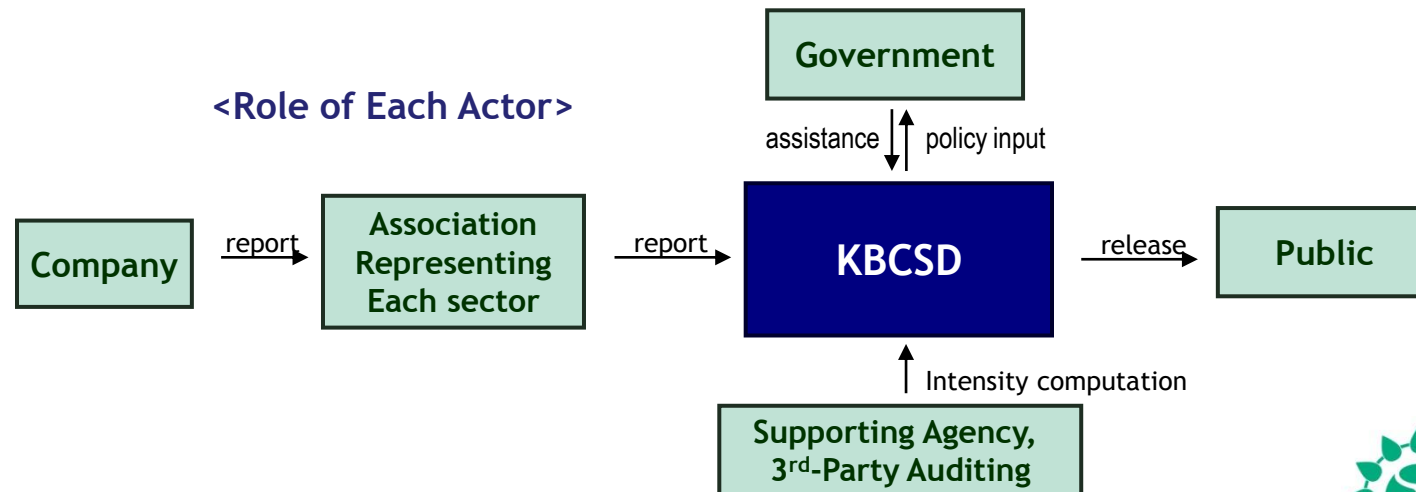 Government
<Role of Each Actor>
assistance policy input
Company
report
Association
Representing
Each sector
report
KBCSD
release
Public
Intensity computation
Supporting Agency,
3rd-Party Auditing